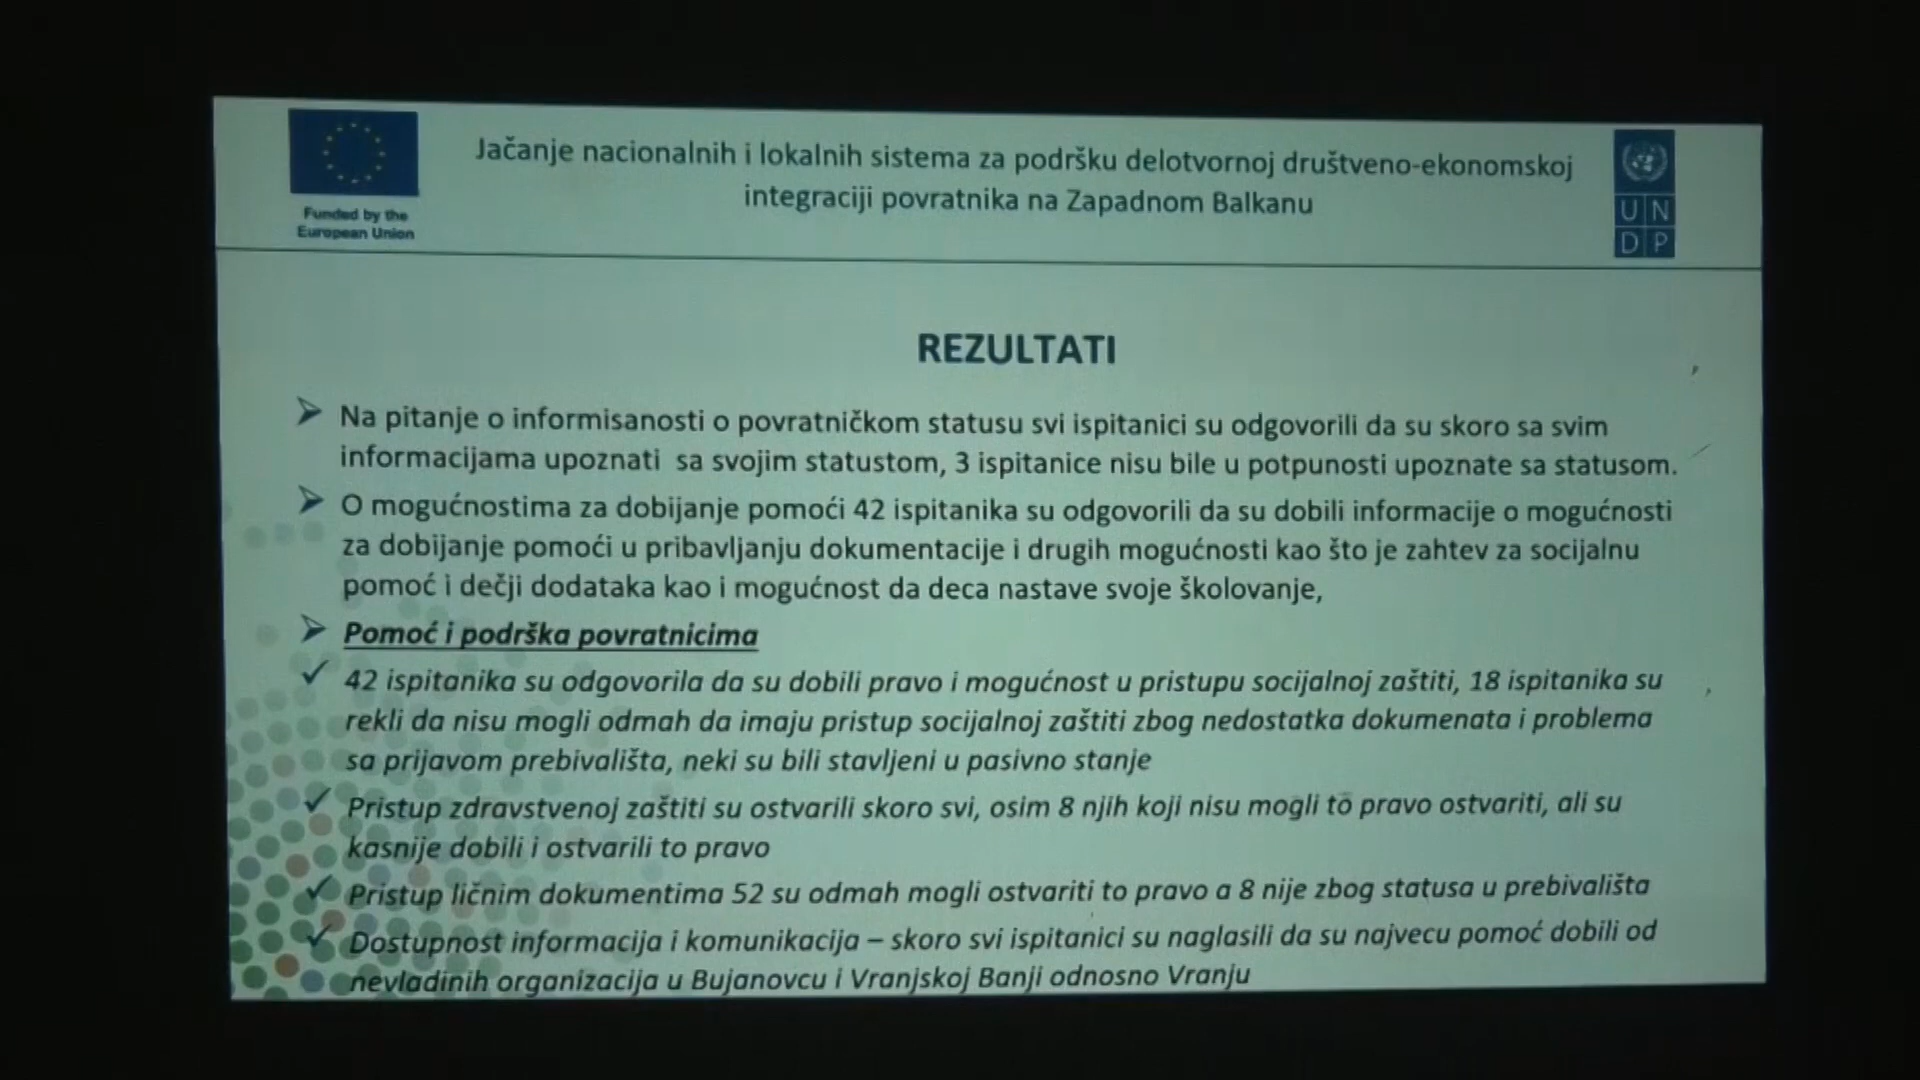 Funded by the
European Union
Jačanje nacionalnih i lokalnih sistema za podršku delotvornoj društveno-ekonomskoj
integraciji povratnika na Zapadnom Balkanu
U N
D P
REZULTATI
Na pitanje o informisanosti o povratničkom statusu svi ispitanici su odgovorili da su skoro sa svim
informacijama upoznati sa svojim statustom, 3 ispitanice nisu bile u potpunosti upoznate sa statusom.
O mogućnostima za dobijanje pomoći 42 ispitanika su odgovorili da su dobili informacije o mogućnosti
za dobijanje pomoći u pribavljanju dokumentacije i drugih mogućnosti kao što je zahtev za socijalnu
pomoć i dečji dodataka kao i mogućnost da deca nastave svoje školovanje,
Pomoć i podrška povratnicima
42 ispitanika su odgovorila da su dobili pravo i mogućnost u pristupu socijalnoj zaštiti, 18 ispitanika su
rekli da nisu mogli odmah da imaju pristup socijalnoj zaštiti zbog nedostatka dokumenata i problema
sa prijavom prebivališta, neki su bili stavljeni u pasivno stanje
Pristup zdravstvenoj zaštiti su ostvarili skoro svi, osim 8 njih koji nisu mogli to pravo ostvariti, ali su
kasnije dobili i ostvarili to pravo
Pristup ličnim dokumentima 52 su odmah mogli ostvariti to pravo a 8 nije zbog statusa u prebivališta
Dostupnost informacija i komunikacija – skoro svi ispitanici su naglasili da su najvecu pomoć dobili od
nevladinih organizacija u Bujanovcu i Vranjskoj Banji odnosno Vranju